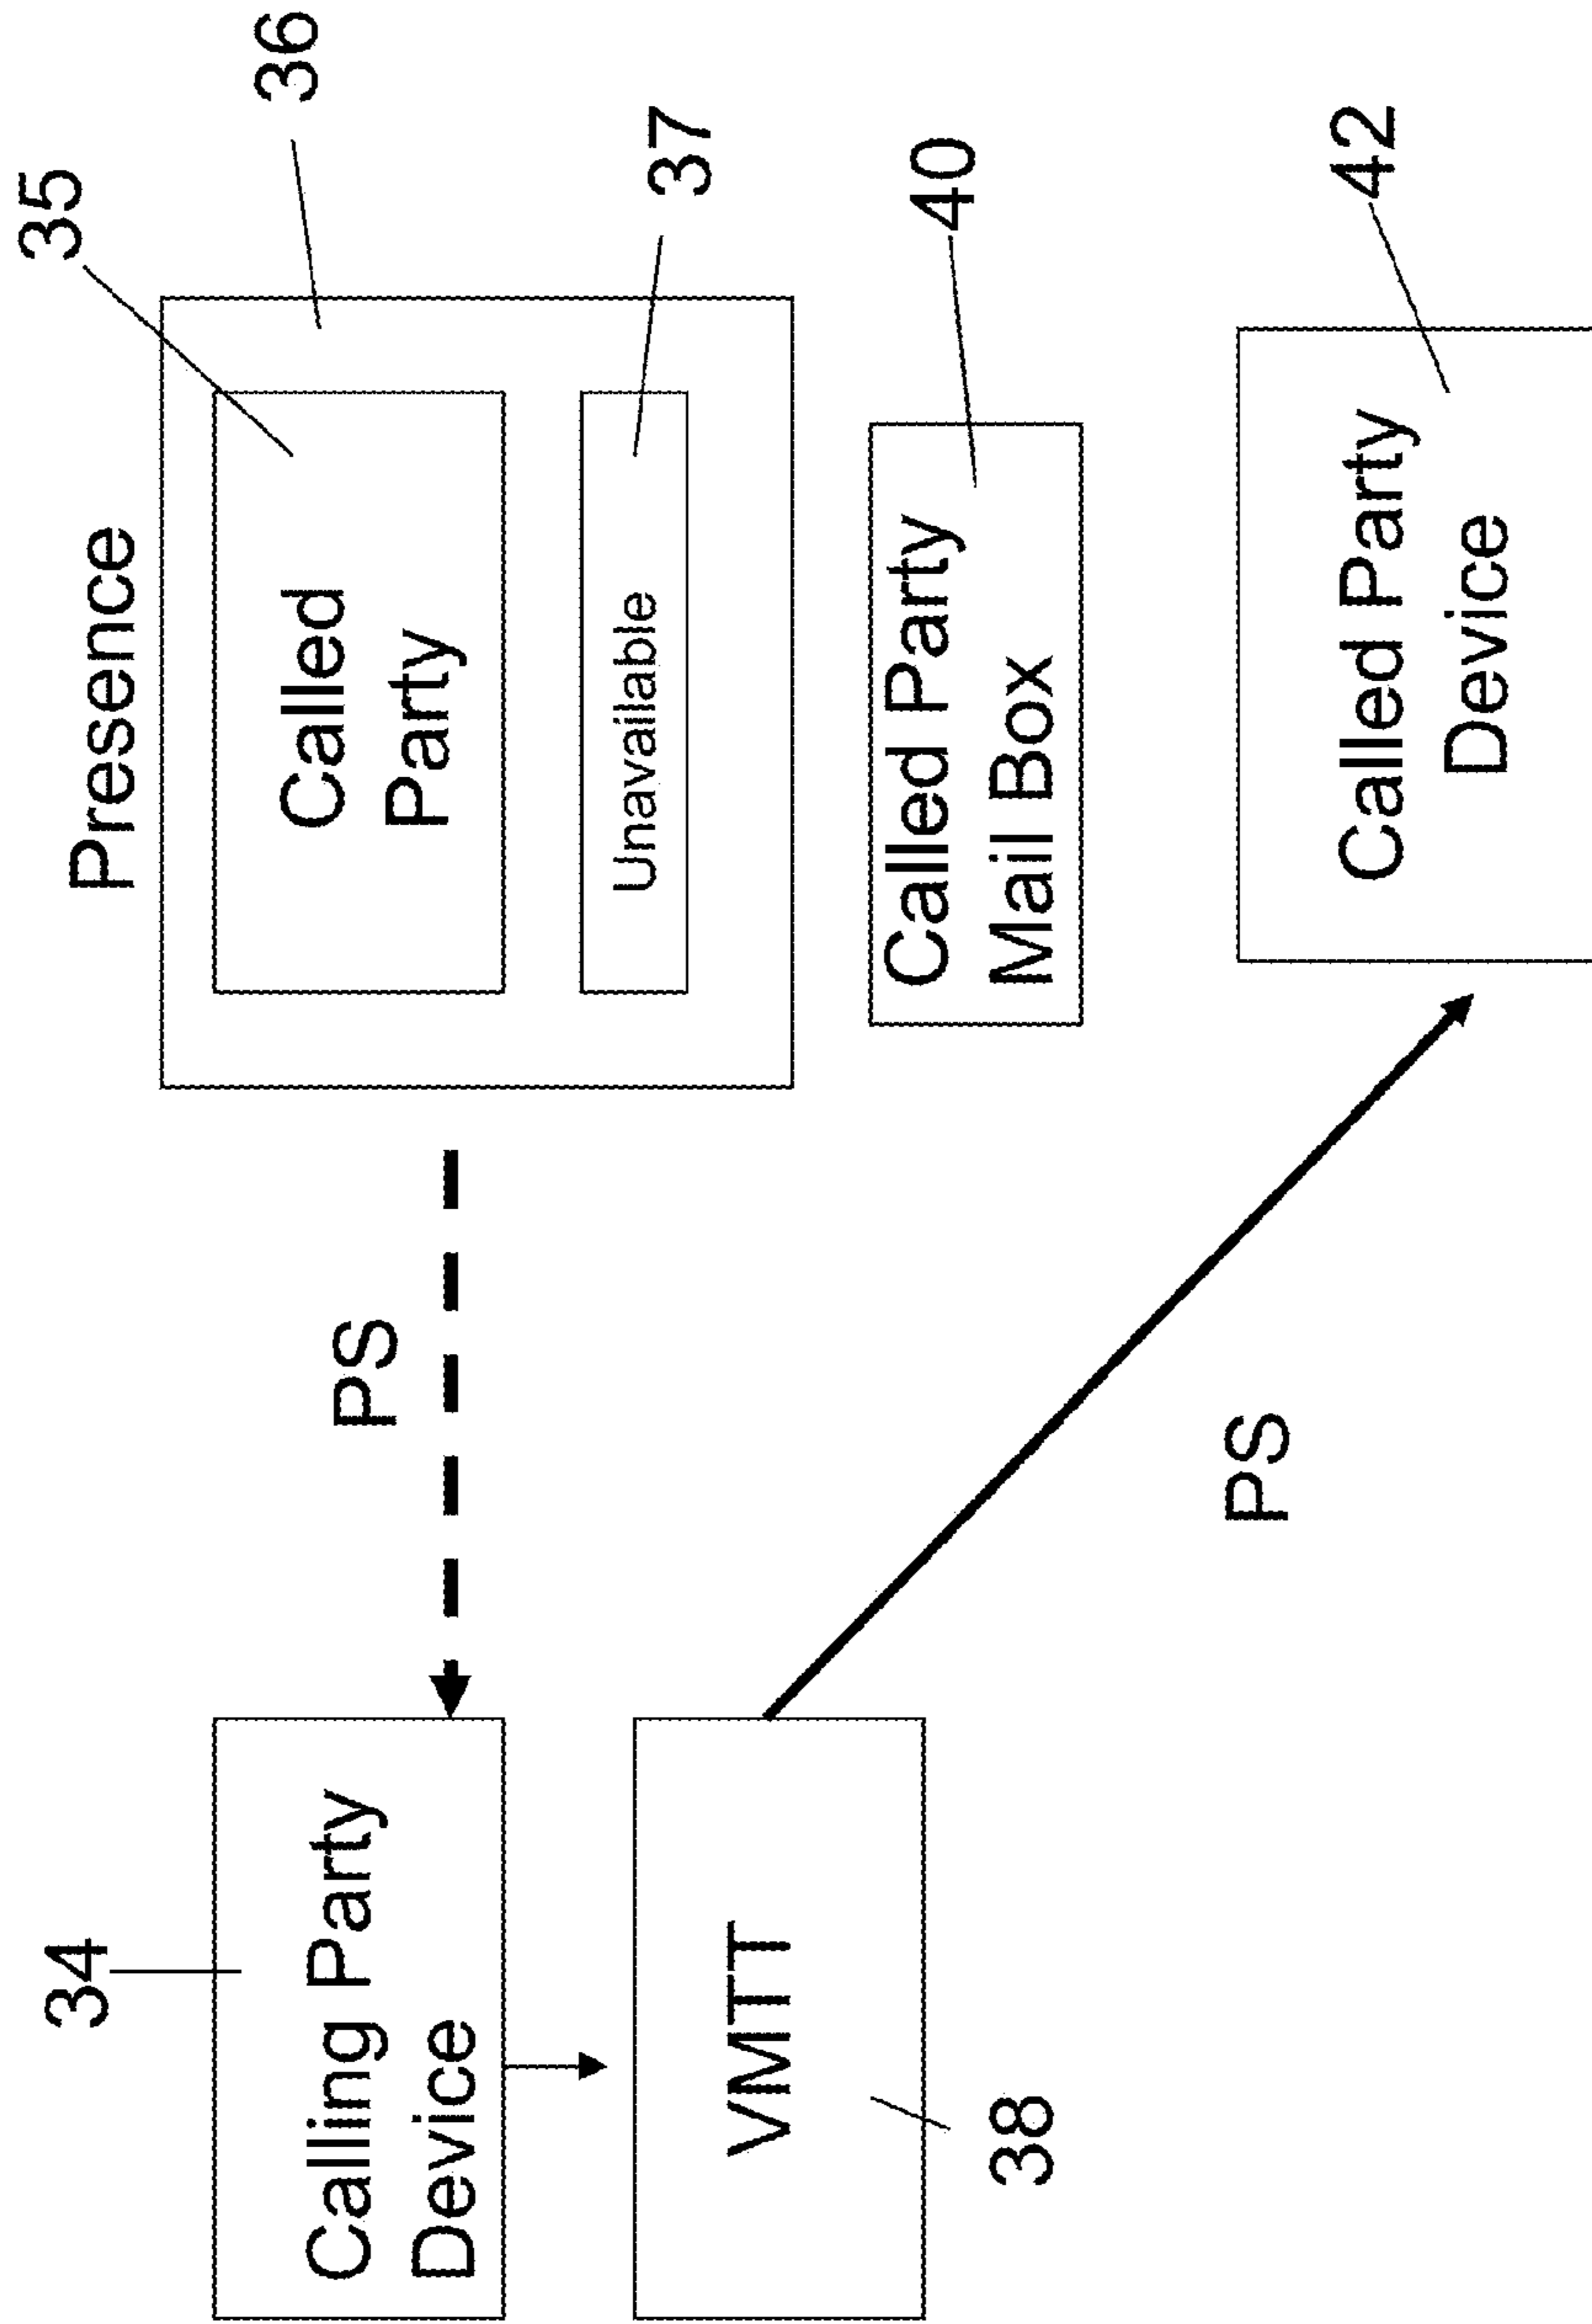 35
36
Presence
34
Calling Party
Device
PS
Called
Party
Unavailable
37
VMTT
38
Called Party
Mail Box
40
PS
Called Party
Device
42